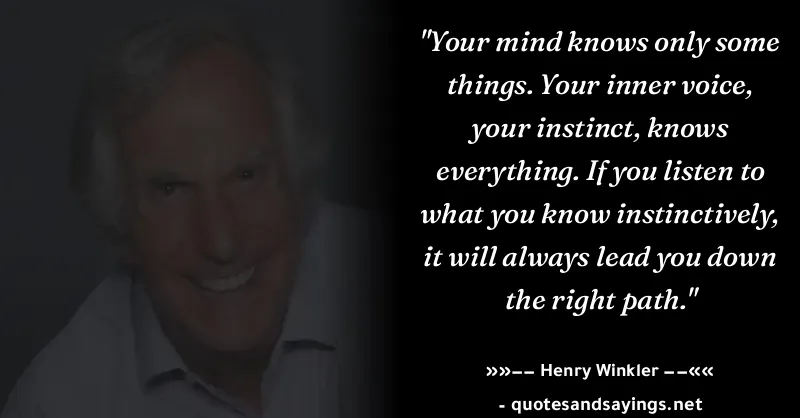 "Your mind knows only some
things. Your inner voice,
your instinct, knows
everything. If you listen to
what you know instinctively,
it will always lead you down
the right path."
»»−− Henry Winkler −−««
- quotesandsayings.net